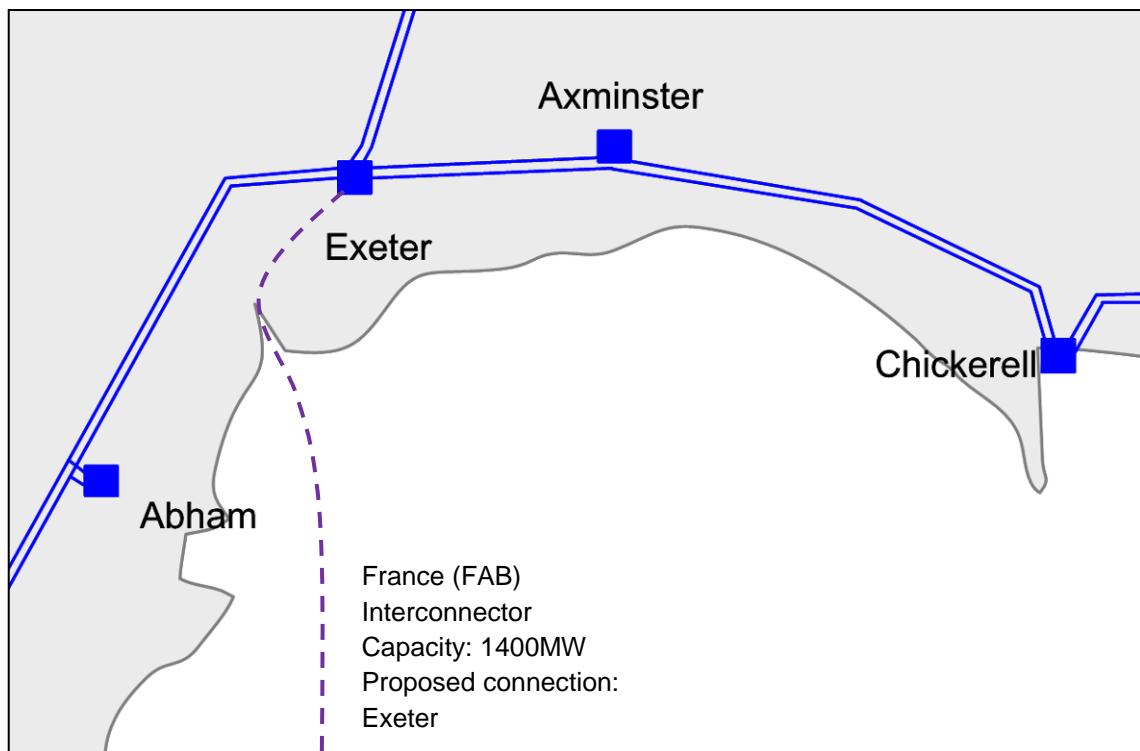 Axminster
Exeter
Chickerell
Abham
France (FAB)
Interconnector
Capacity: 1400MW
Proposed connection:
Exeter